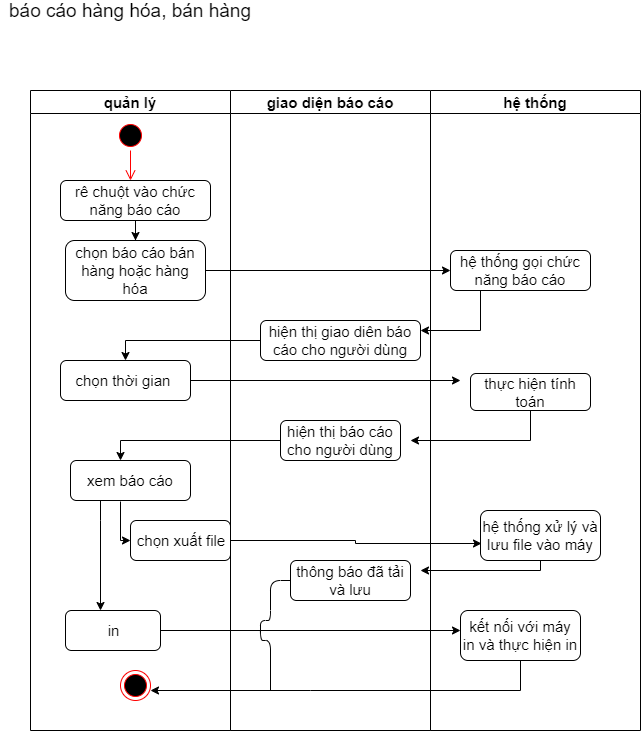 báo cáo hàng hóa, bán hàng
quản lý
giao diện báo cáo
hệ thống
rê chuột vào chức
năng báo cáo
chọn báo cáo bán
hàng hoặc hàng
hóa
hệ thống gọi chức
năng báo cáo
hiện thị giao diên báo
cáo cho người dùng
chọn thời gian
thực hiện tính
toán
hiện thị báo cáo
cho người dùng
xem báo cáo
chọn xuất file
hệ thống xử lý và
lưu file vào máy
thông báo đã tải
và lưu
in
kết nối với máy
in và thực hiện in